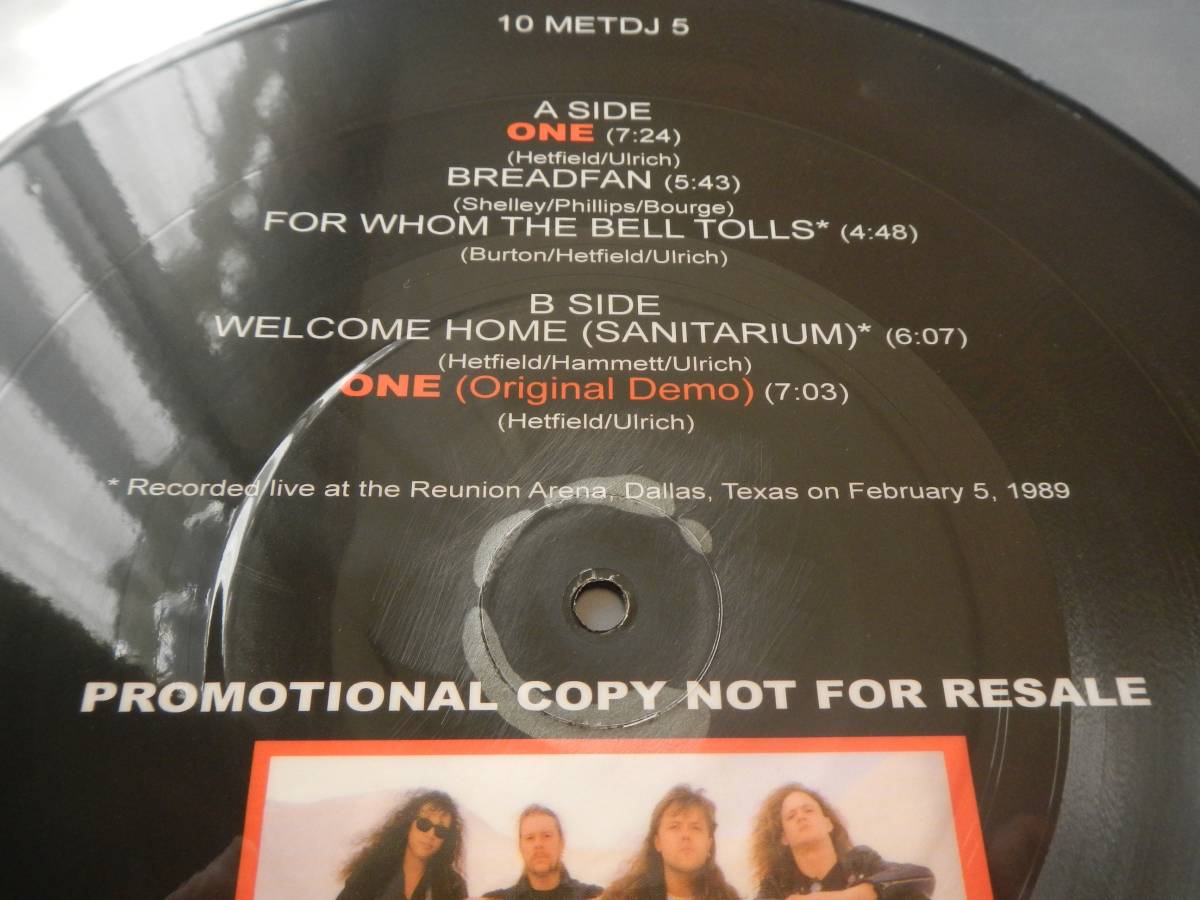 10 METDJ 5
A SIDE
ONE (7:24)
(Hetfield/Ulrich)
BREADFAN (5:43)
(Shelley/Phillips/Bourge)
FOR WHOM THE BELL TOLLS* (4:48)
(Burton/Hetfield/Ulrich)
B SIDE
WELCOME HOME (SANITARIUM)* (6:07)
(Hetfield/Hammett/Ulrich)
ONE (Original Demo) (7:03)
(Hetfield/Ulrich)
* Recorded live at the Reunion Arena, Dallas, Texas on February 5, 1989
PROMOTIONAL COPY NOT FOR RESALE